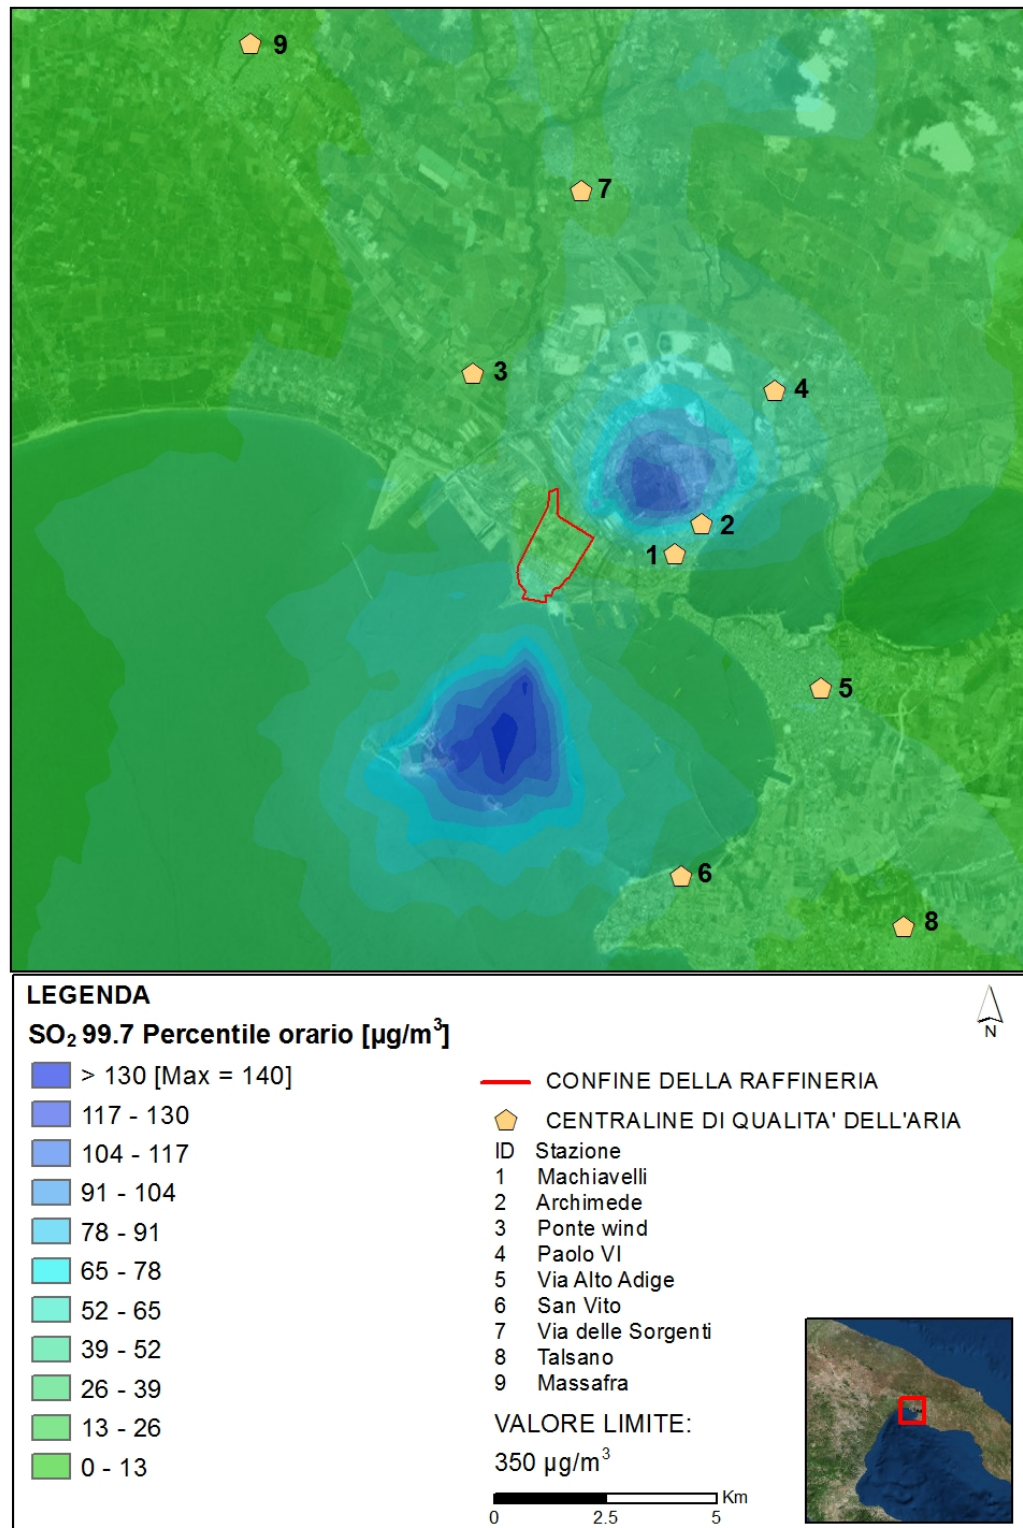 9
7
3
4
2
1
5
6
8
LEGENDA
SO₂ 99.7 Percentile orario [µg/m³]
> 130 [Max = 140]
117 - 130
104 - 117
91 - 104
78 - 91
65 - 78
52 - 65
39 - 52
26 - 39
13 - 26
0 - 13
N
CONFINE DELLA RAFFINERIA
CENTRALINE DI QUALITA' DELL'ARIA
ID Stazione
1 Machiavelli
2 Archimede
3 Ponte wind
4 Paolo VI
5 Via Alto Adige
6 San Vito
7 Via delle Sorgenti
8 Talsano
9 Massafra
VALORE LIMITE:
350 µg/m³
Km
0 2.5 5